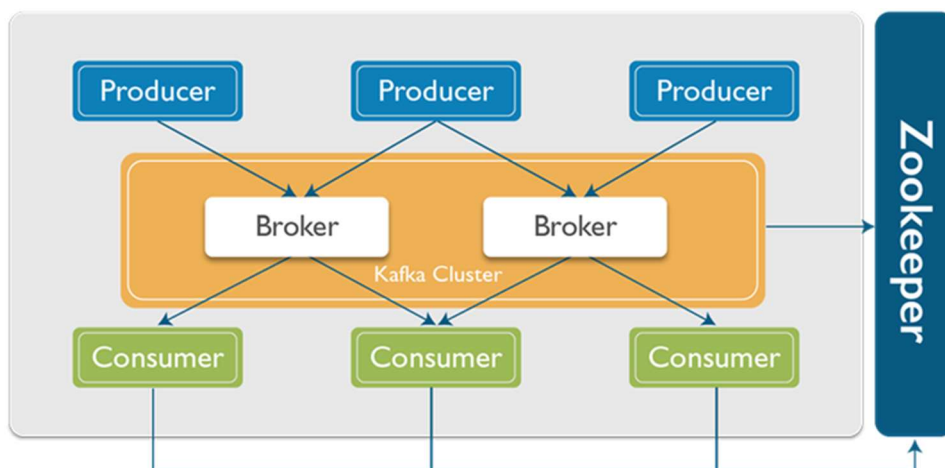 Producer
Producer
Producer
Broker
Broker
Kafka Cluster
Consumer
Consumer
Consumer
Zookeeper